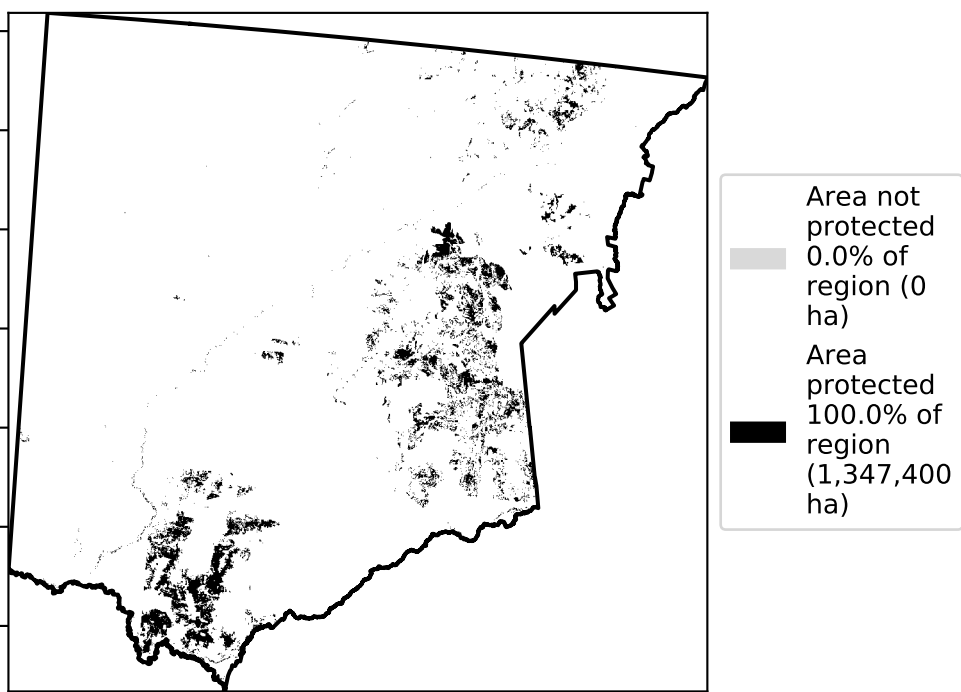 Area not
protected
0.0% of
region (0
ha)
Area
protected
100.0% of
region
(1,347,400
ha)